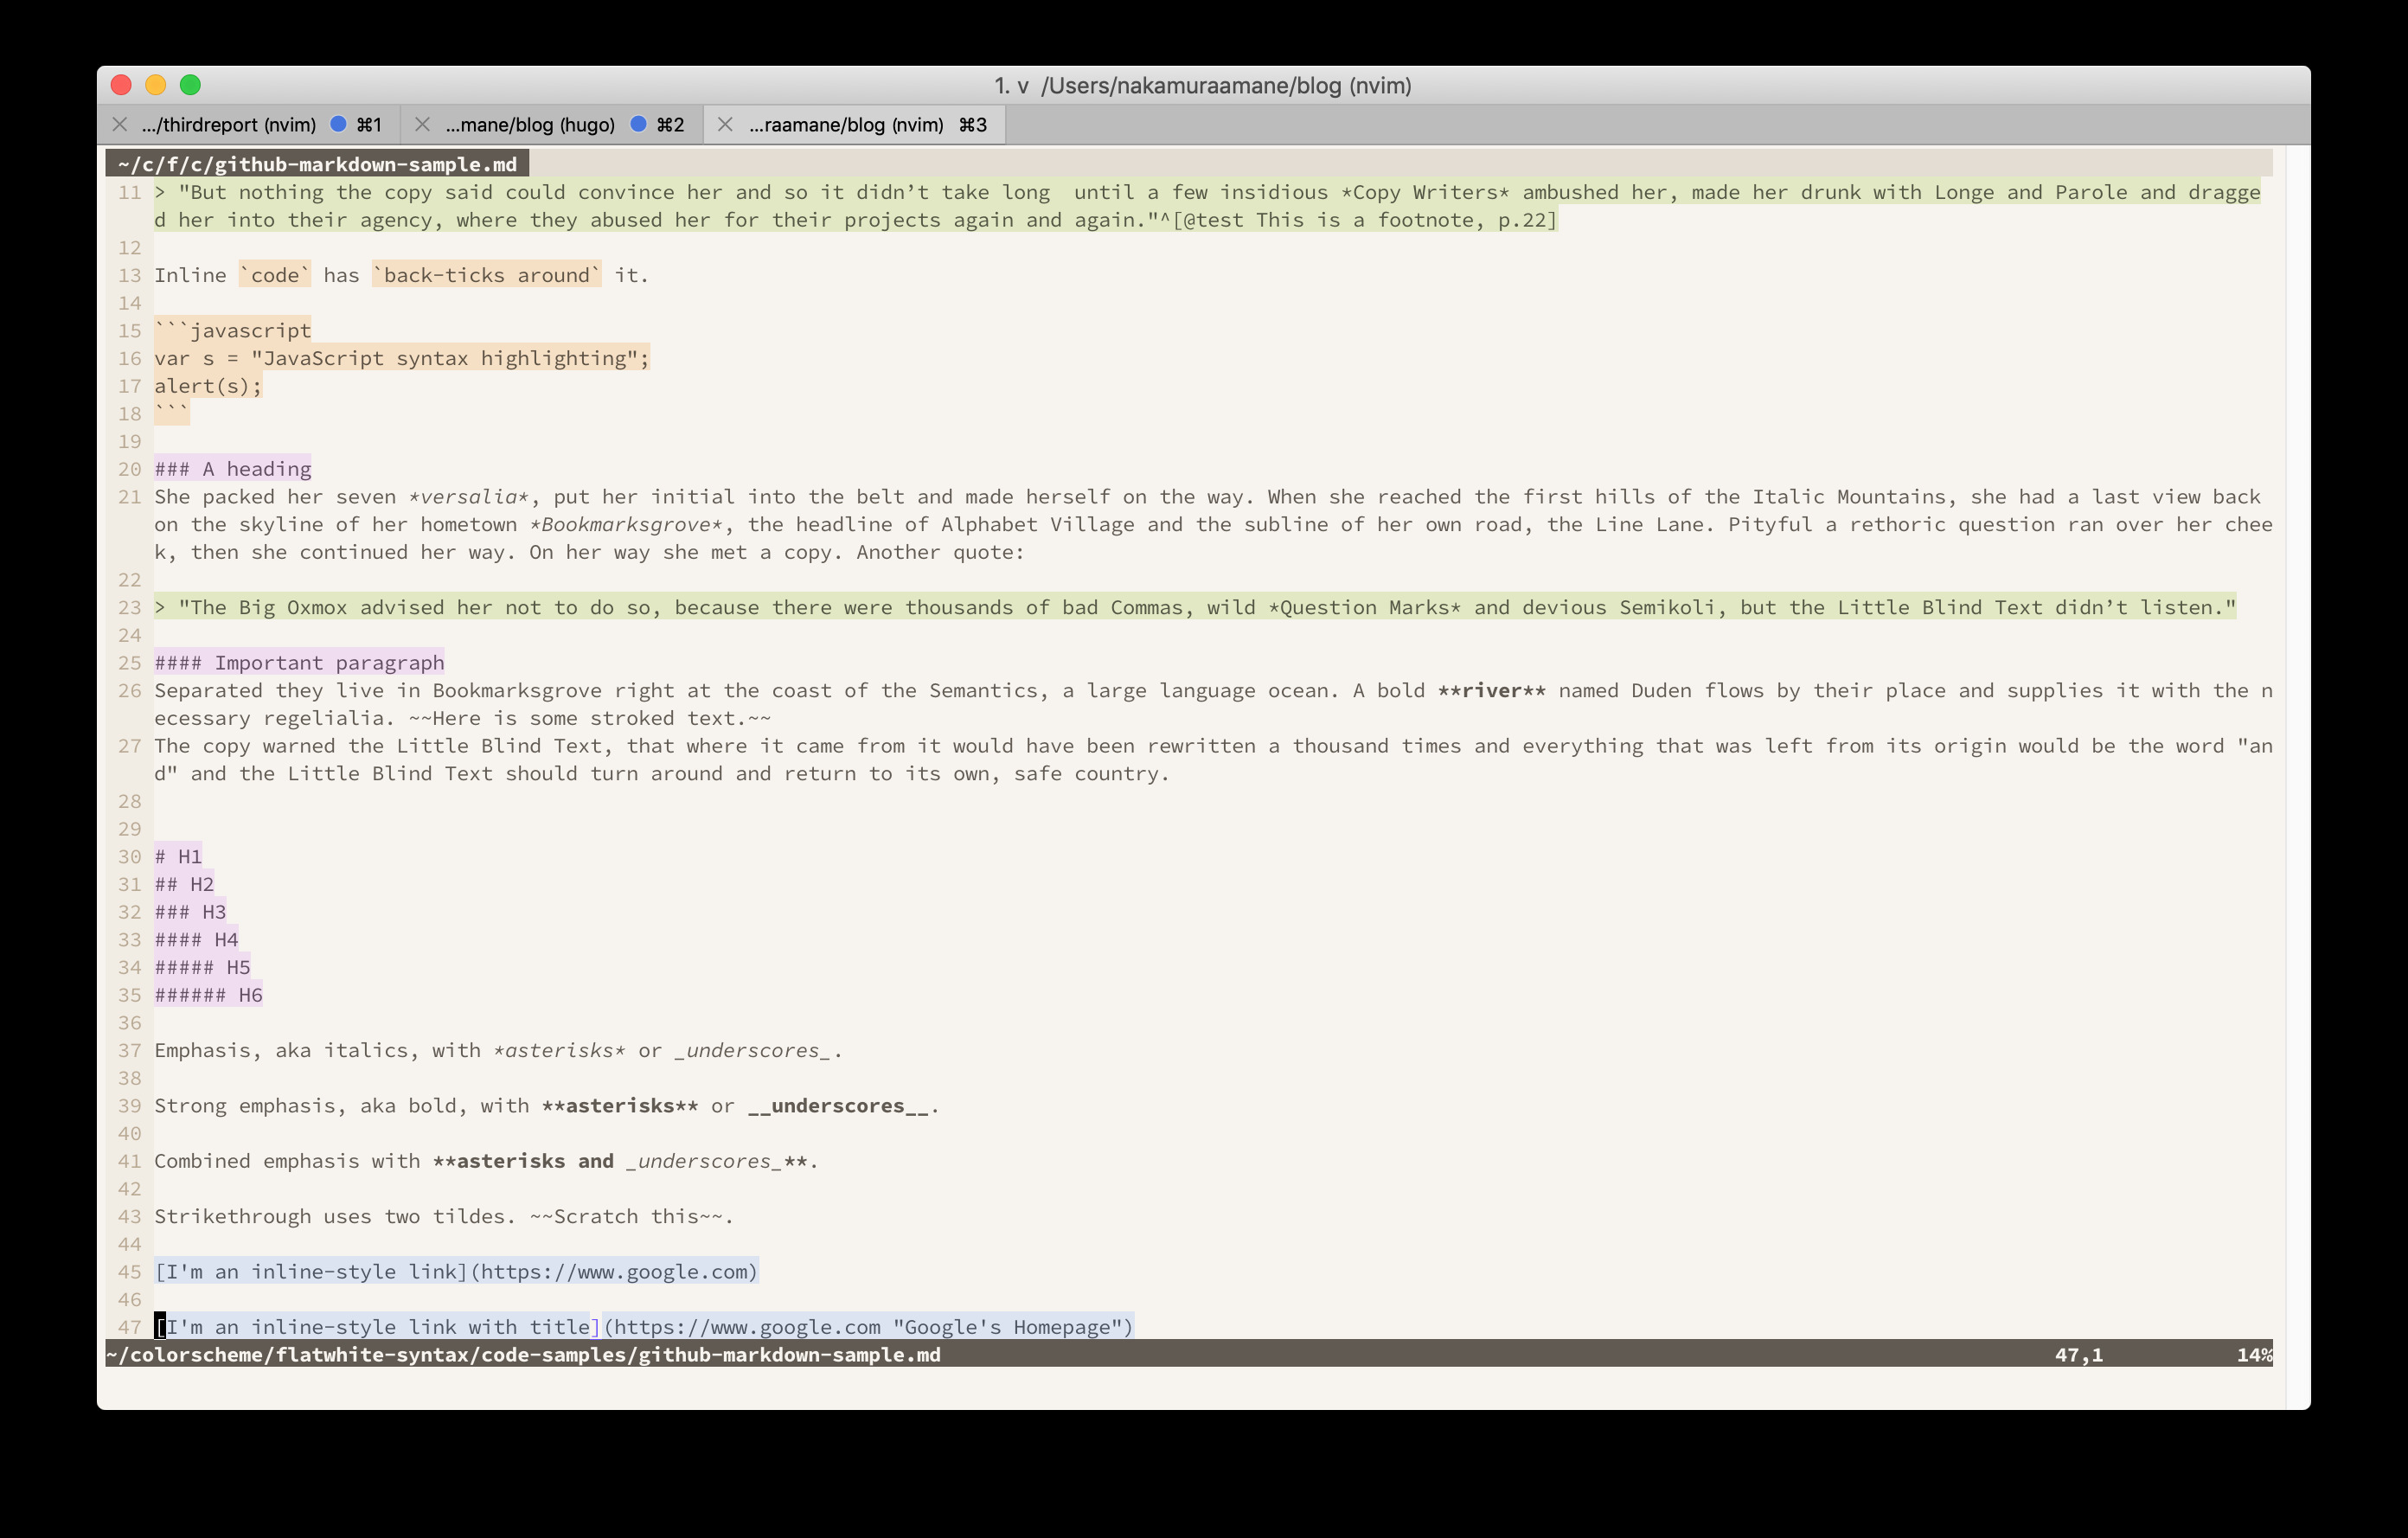 1. v /Users/nakamuraamane/blog (nvim)
.../thirdreport (nvim) ⌘1 ...mane/blog (hugo) ⌘2 ...raamane/blog (nvim) ⌘3
~/c/f/c/github-markdown-sample.md
11 > "But nothing the copy said could convince her and so it didn’t take long  until a few insidious *Copy Writers* ambushed her, made her drunk with Longe and Parole and dragge
d her into their agency, where they abused her for their projects again and again."^[@test This is a footnote, p.22]
12
13 Inline `code` has `back-ticks around` it.
14
15 ```javascript
16 var s = "JavaScript syntax highlighting";
17 alert(s);
18 ```
19
20 ### A heading
21 She packed her seven *versalia*, put her initial into the belt and made herself on the way. When she reached the first hills of the Italic Mountains, she had a last view back
on the skyline of her hometown *Bookmarksgrove*, the headline of Alphabet Village and the subline of her own road, the Line Lane. Pityful a rethoric question ran over her chee
k, then she continued her way. On her way she met a copy. Another quote:
22
23 > "The Big Oxmox advised her not to do so, because there were thousands of bad Commas, wild *Question Marks* and devious Semikoli, but the Little Blind Text didn’t listen."
24
25 #### Important paragraph
26 Separated they live in Bookmarksgrove right at the coast of the Semantics, a large language ocean. A bold **river** named Duden flows by their place and supplies it with the n
ecessary regelialia. ~~Here is some stroked text.~~
27 The copy warned the Little Blind Text, that where it came from it would have been rewritten a thousand times and everything that was left from its origin would be the word "an
d" and the Little Blind Text should turn around and return to its own, safe country.
28
29
30 # H1
31 ## H2
32 ### H3
33 #### H4
34 ##### H5
35 ###### H6
36
37 Emphasis, aka italics, with *asterisks* or _underscores_.
38
39 Strong emphasis, aka bold, with **asterisks** or __underscores__.
40
41 Combined emphasis with **asterisks and _underscores_**.
42
43 Strikethrough uses two tildes. ~~Scratch this~~.
44
45 [I'm an inline-style link](https://www.google.com)
46
47 [I'm an inline-style link with title](https://www.google.com "Google's Homepage")
~/colorscheme/flatwhite-syntax/code-samples/github-markdown-sample.md 47,1 14%